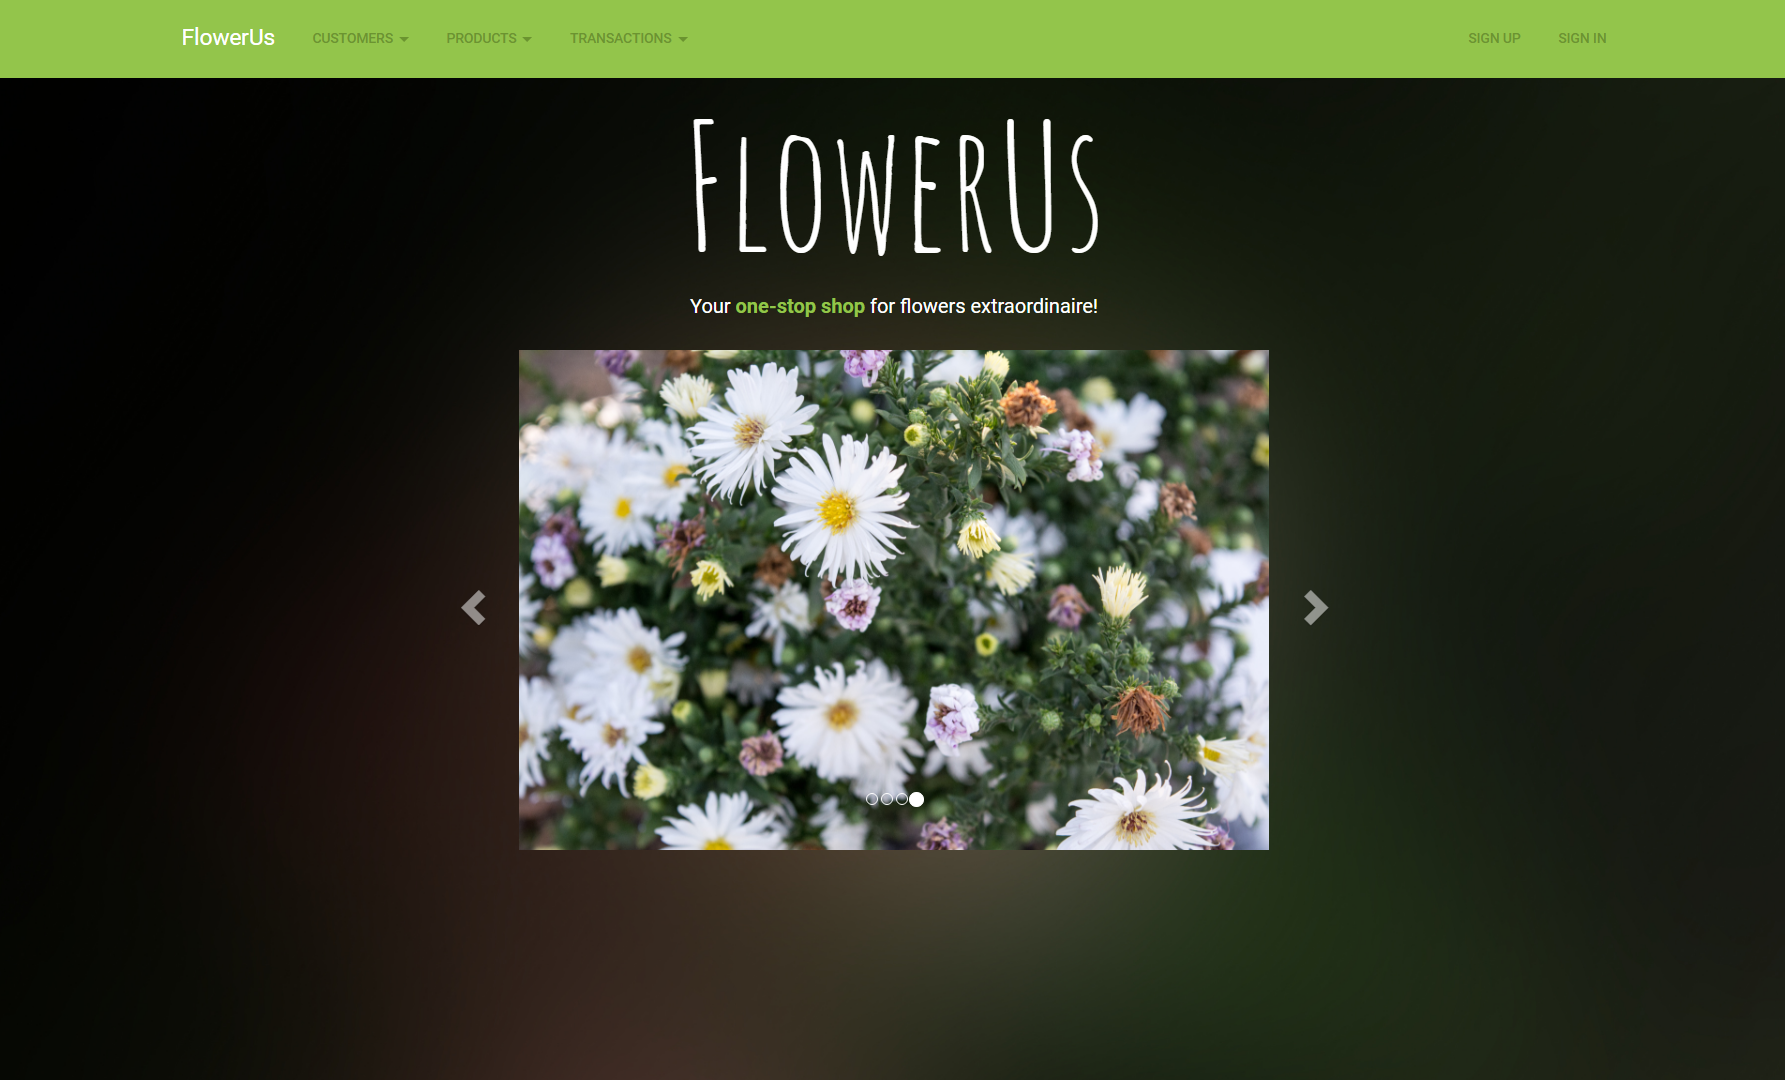 FlowerUs CUSTOMERS PRODUCTS TRANSACTIONS SIGN UP SIGN IN
FLOWERUS
Your one-stop shop for flowers extraordinaire!